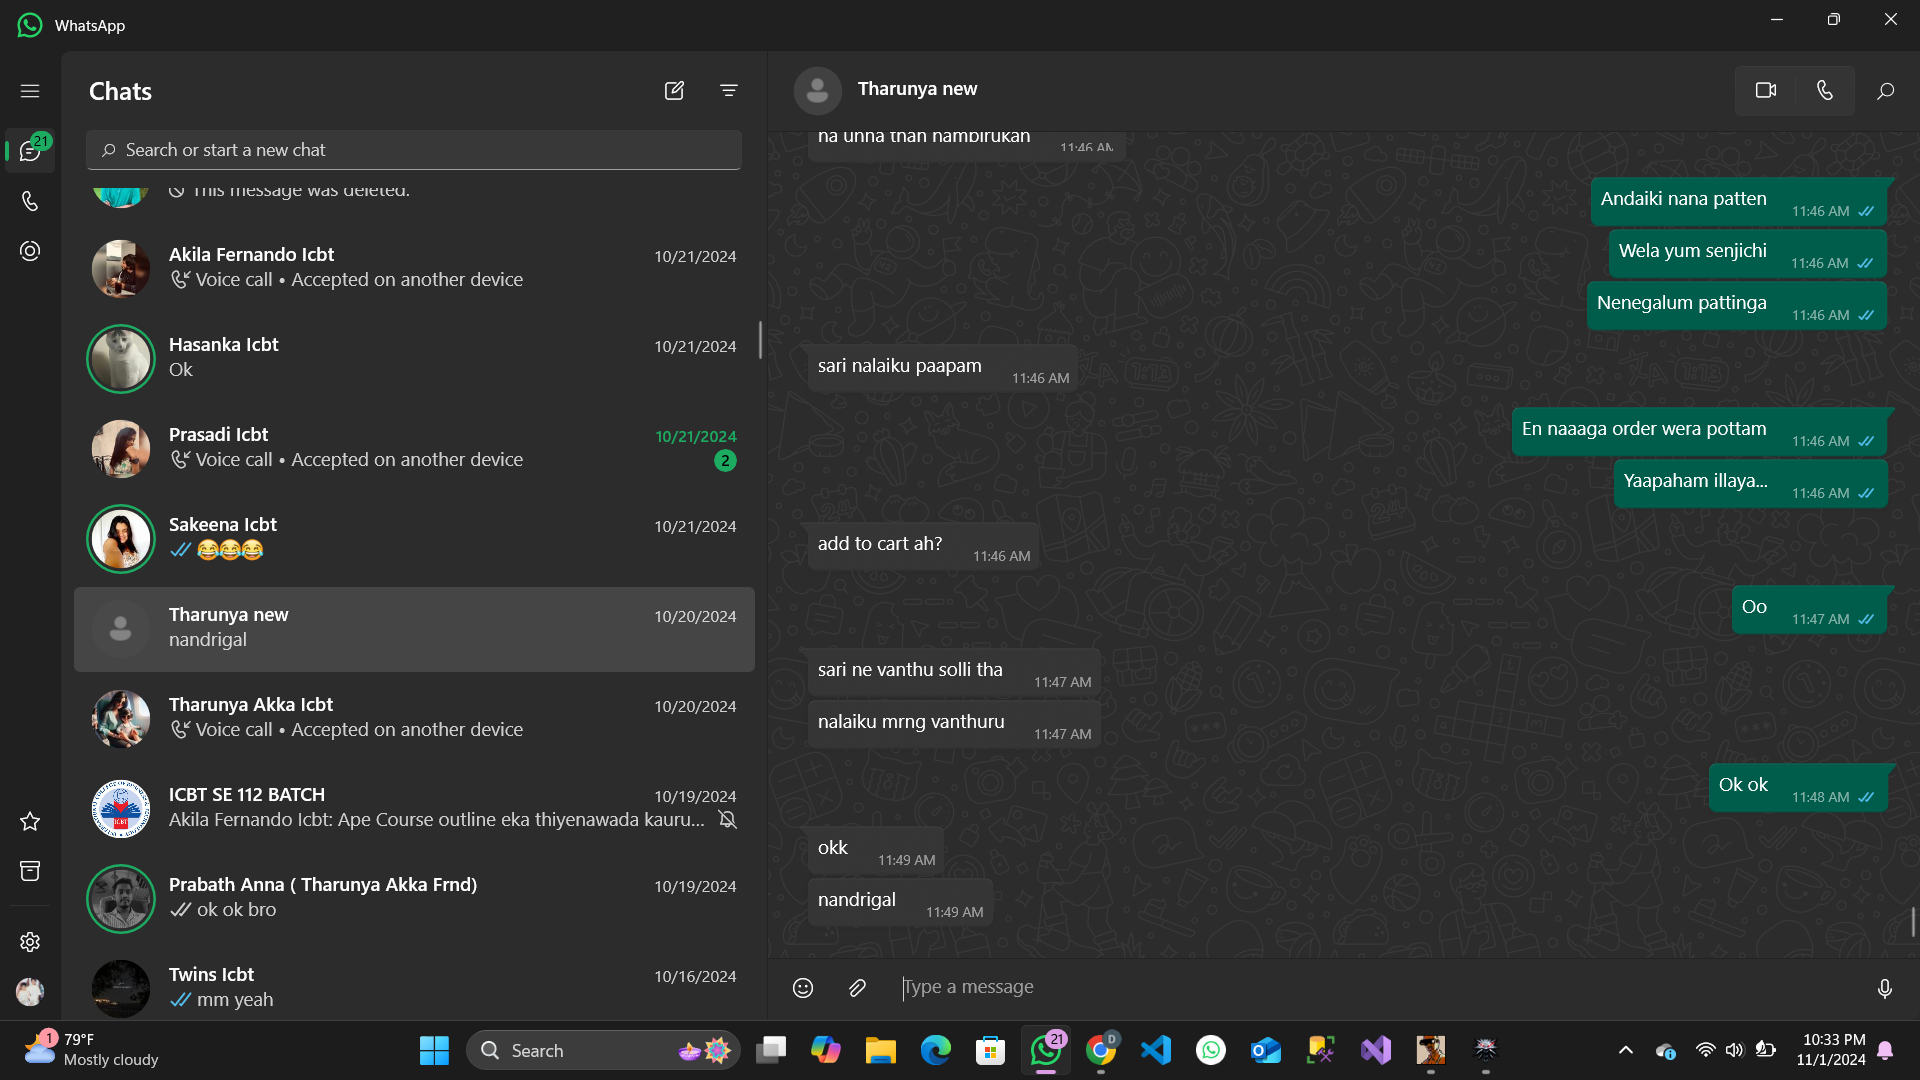 WhatsApp
21
Chats
Search or start a new chat
This message was deleted.
Akila Fernando Icbt
10/21/2024
Voice call • Accepted on another device
Hasanka Icbt
10/21/2024
Ok
Prasadi Icbt
10/21/2024
Voice call • Accepted on another device
2
Sakeena Icbt
10/21/2024
😂😂😂
Tharunya new
10/20/2024
nandrigal
Tharunya Akka Icbt
10/20/2024
Voice call • Accepted on another device
ICBT SE 112 BATCH
10/19/2024
Akila Fernando Icbt: Ape Course outline eka thiyenawada kauru...
Prabath Anna ( Tharunya Akka Frnd)
10/19/2024
ok ok bro
Twins Icbt
10/16/2024
mm yeah
Tharunya new
na unna than nambirukan
11:46 AM
Andaiki nana patten
11:46 AM
Wela yum senjichi
11:46 AM
Nenegalum pattinga
11:46 AM
sari nalaiku paapam
11:46 AM
En naaaga order wera pottam
11:46 AM
Yaapaham illaya...
11:46 AM
add to cart ah?
11:46 AM
Oo
11:47 AM
sari ne vanthu solli tha
11:47 AM
nalaiku mrng vanthuru
11:47 AM
Ok ok
11:48 AM
okk
11:49 AM
nandrigal
11:49 AM
Type a message
1
79°F
Mostly cloudy
Search
21
D
10:33 PM
11/1/2024